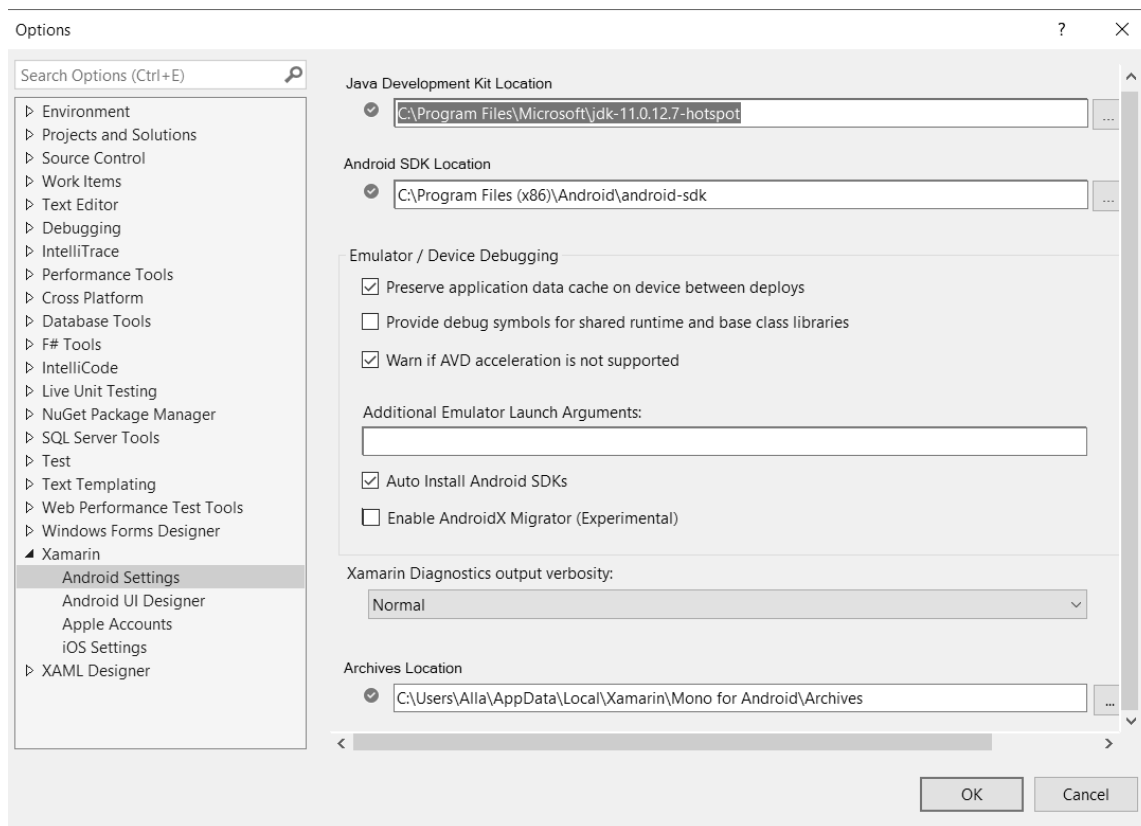 Options
?
Search Options (Ctrl+E)
Environment
Projects and Solutions
Source Control
Work Items
Text Editor
Debugging
IntelliTrace
Performance Tools
Cross Platform
Database Tools
F# Tools
IntelliCode
Live Unit Testing
NuGet Package Manager
SQL Server Tools
Test
Text Templating
Web Performance Test Tools
Windows Forms Designer
Xamarin
Android Settings
Android UI Designer
Apple Accounts
iOS Settings
XAML Designer
Java Development Kit Location
C:\Program Files\Microsoft\jdk-11.0.12.7-hotspot
...
Android SDK Location
C:\Program Files (x86)\Android\android-sdk
...
Emulator / Device Debugging
Preserve application data cache on device between deploys
Provide debug symbols for shared runtime and base class libraries
Warn if AVD acceleration is not supported
Additional Emulator Launch Arguments:
Auto Install Android SDKs
Enable AndroidX Migrator (Experimental)
Xamarin Diagnostics output verbosity:
Normal
Archives Location
C:\Users\Alla\AppData\Local\Xamarin\Mono for Android\Archives
...
OK
Cancel